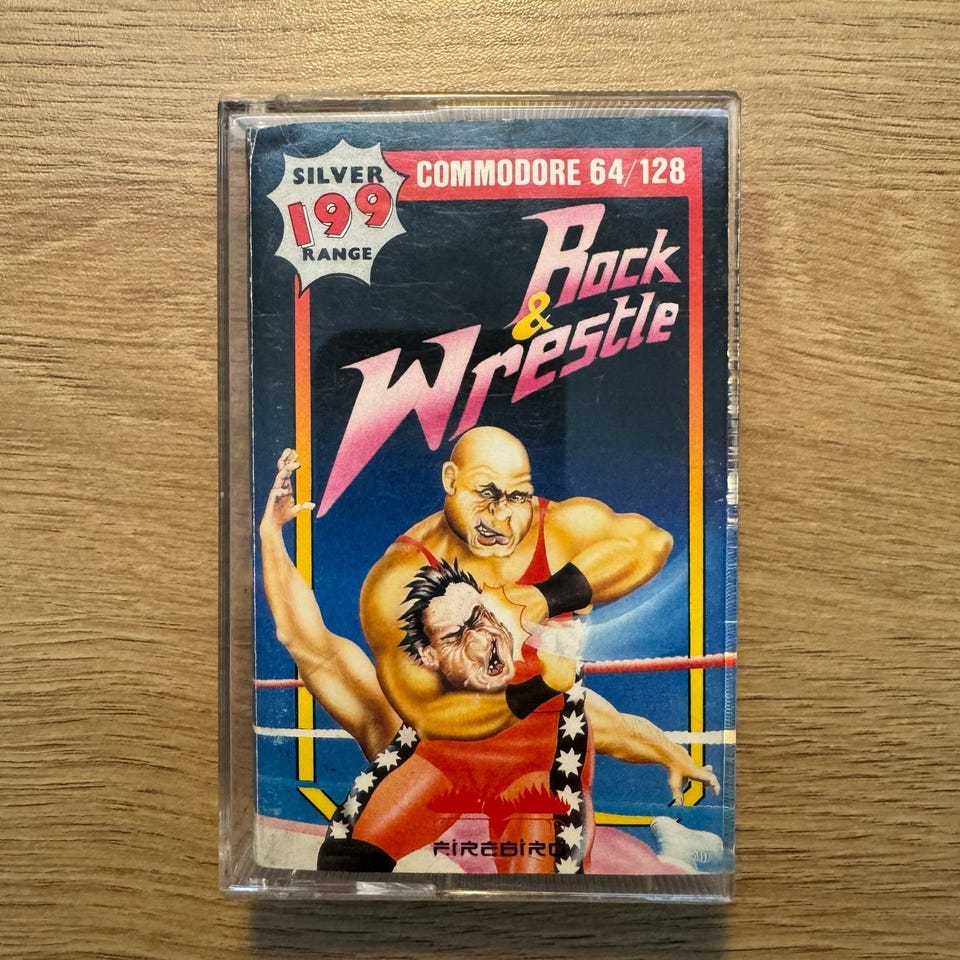 SILVER
199
RANGE
COMMODORE 64/128
Rock
&
Wrestle
FIREBIRD